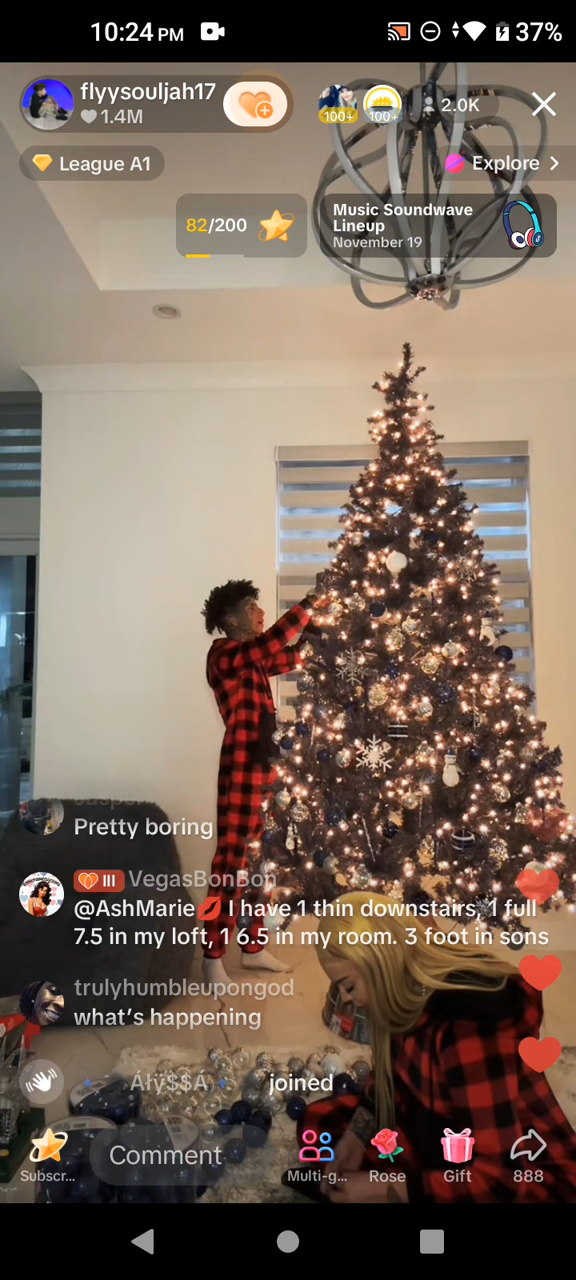 10:24 PM
37%
flyysouljah17
1.4M
100+
100+
2.0K
League A1
Explore
82/200
Music Soundwave
Lineup
November 19
Pretty boring
III VegasBonBon
@AshMarie💋 I have 1 thin downstairs, 1 full
7.5 in my loft, 1 6.5 in my room. 3 foot in sons
trulyhumbleupongod
what's happening
Áłÿ$$Á joined
Subscr...
Comment
Multi-g...
Rose
Gift
888